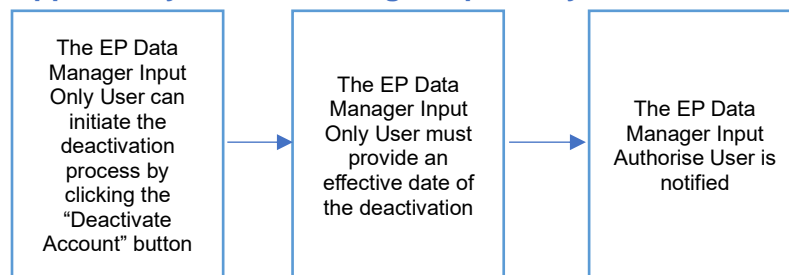 The EP Data
Manager Input
Only User can
initiate the
deactivation
process by
clicking the
“Deactivate
Account” button
The EP Data
Manager Input
Only User must
provide an
effective date of
the deactivation
The EP Data
Manager Input
Authorise User is
notified